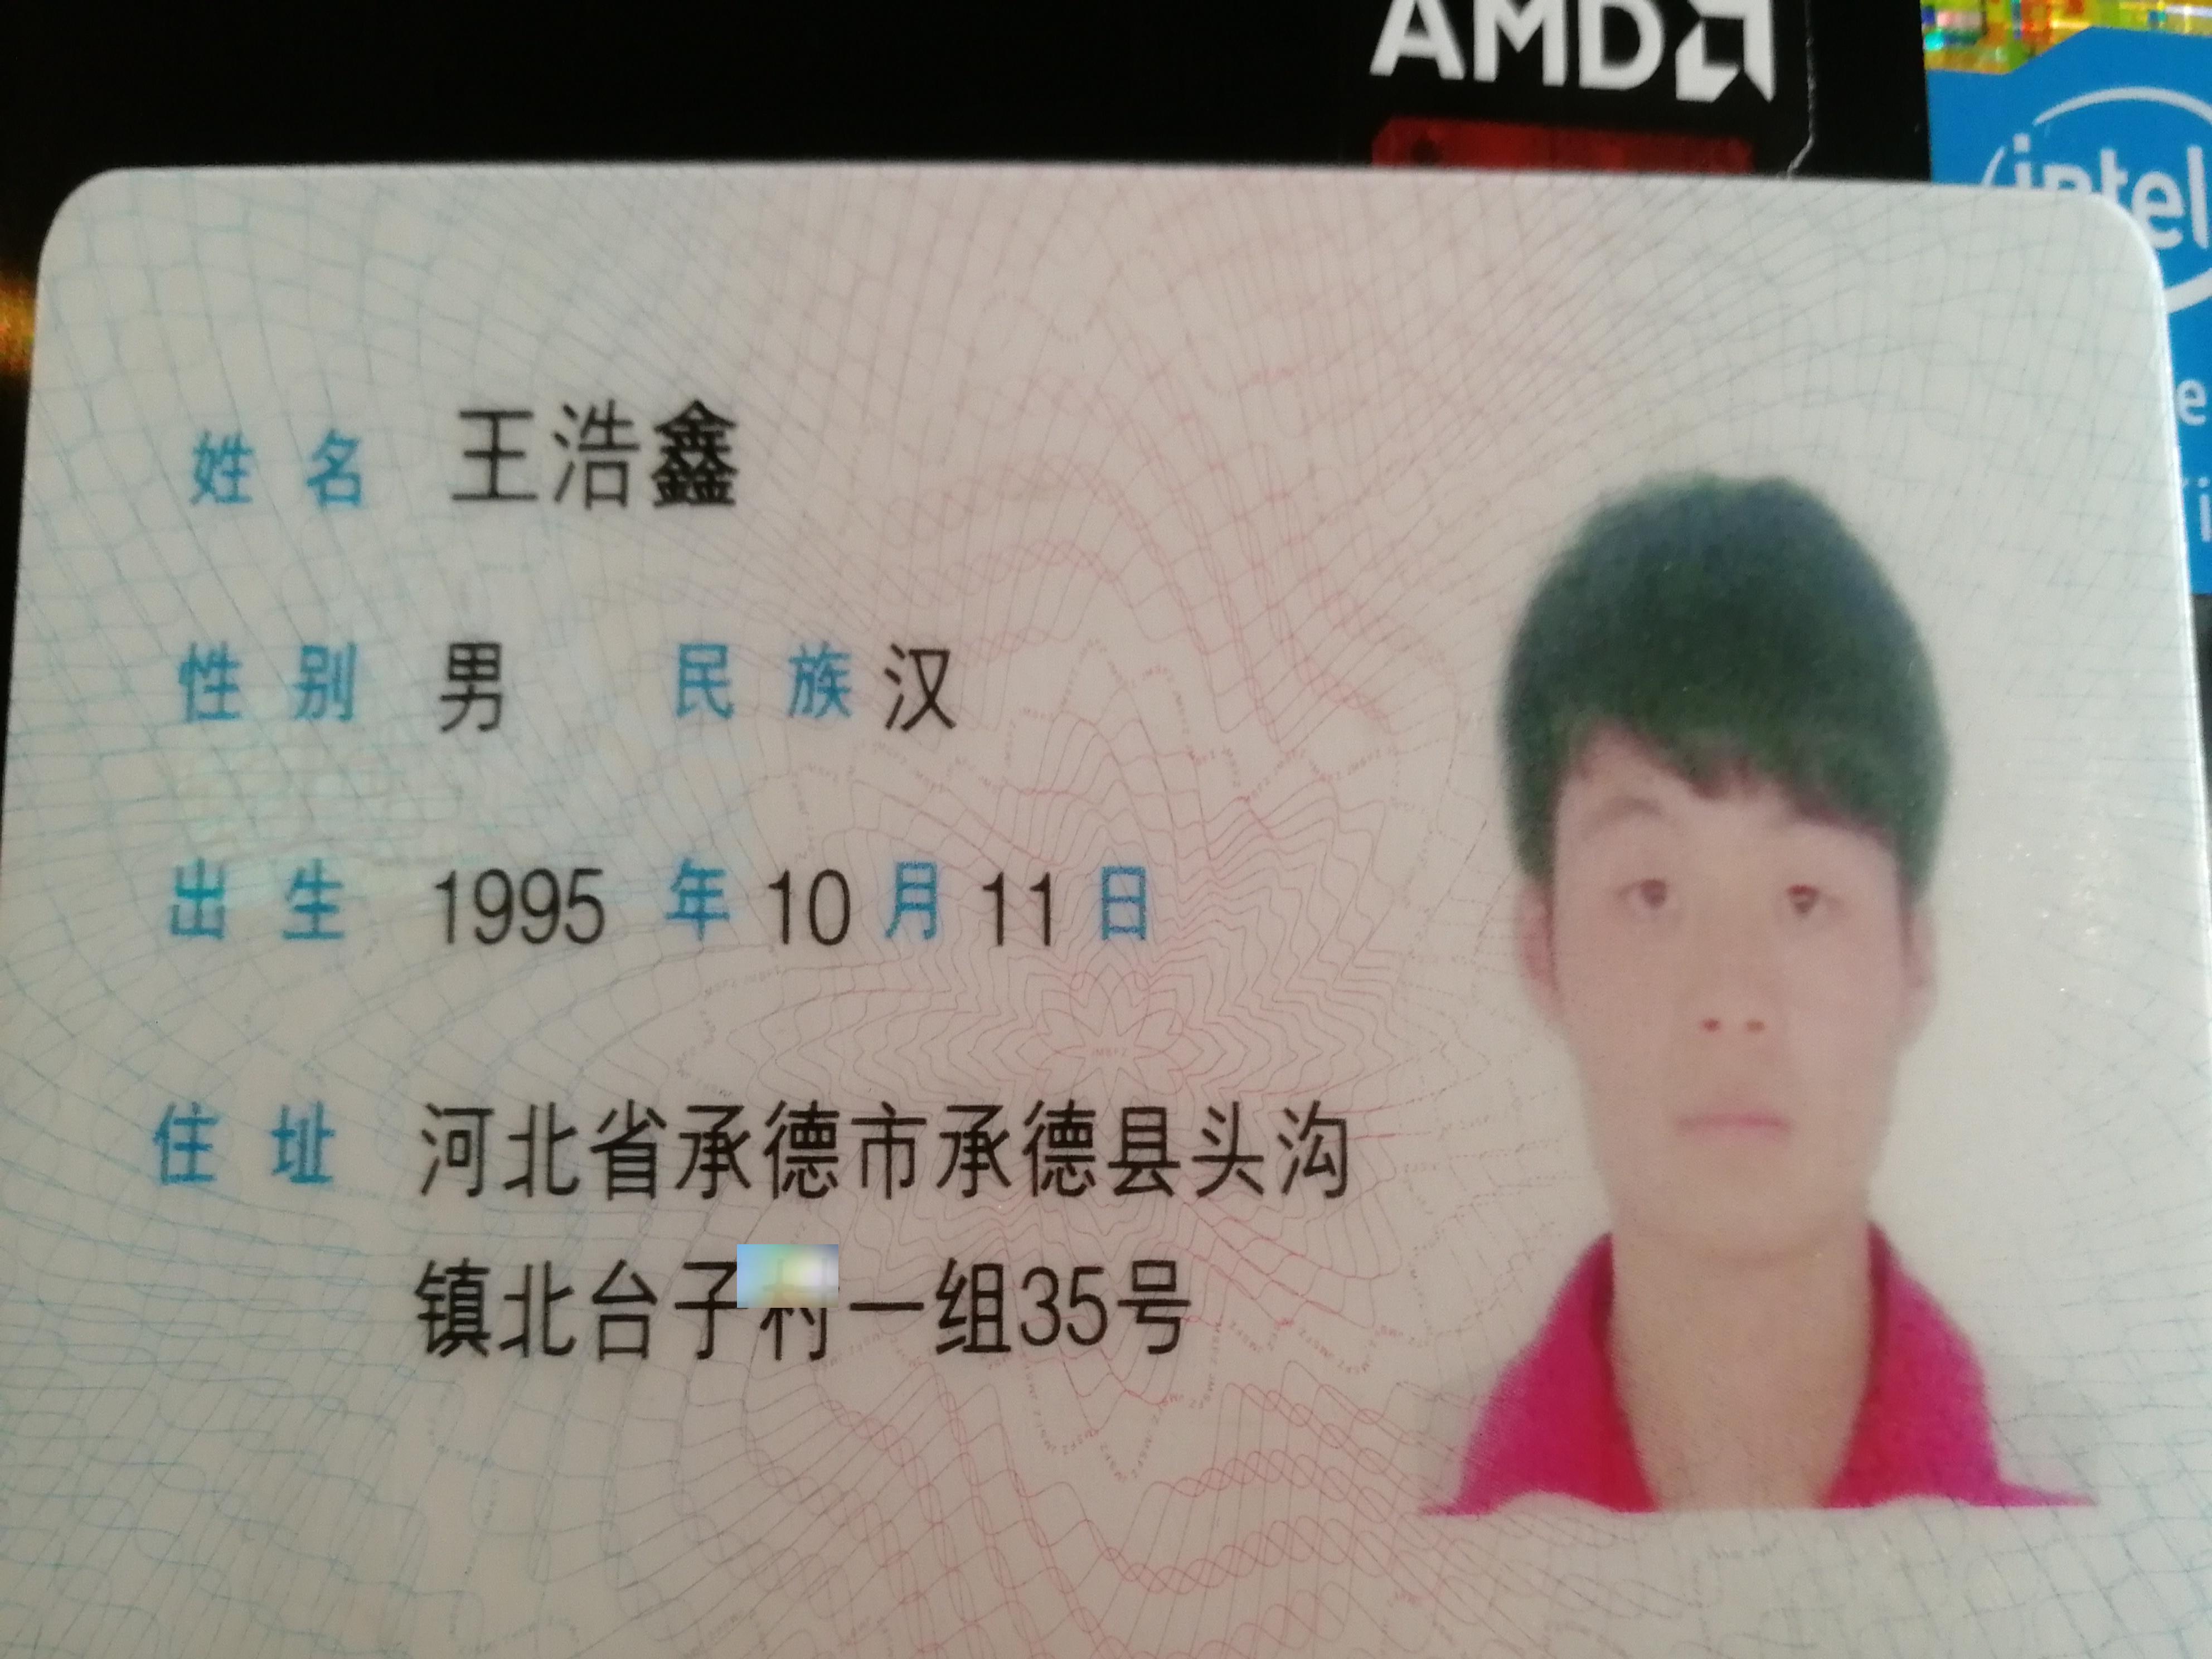 AMD
intel
姓名 王浩鑫
性别 男 民族 汉
出生 1995 年 10 月 11 日
住址 河北省承德市承德县头沟
镇北台子村一组35号